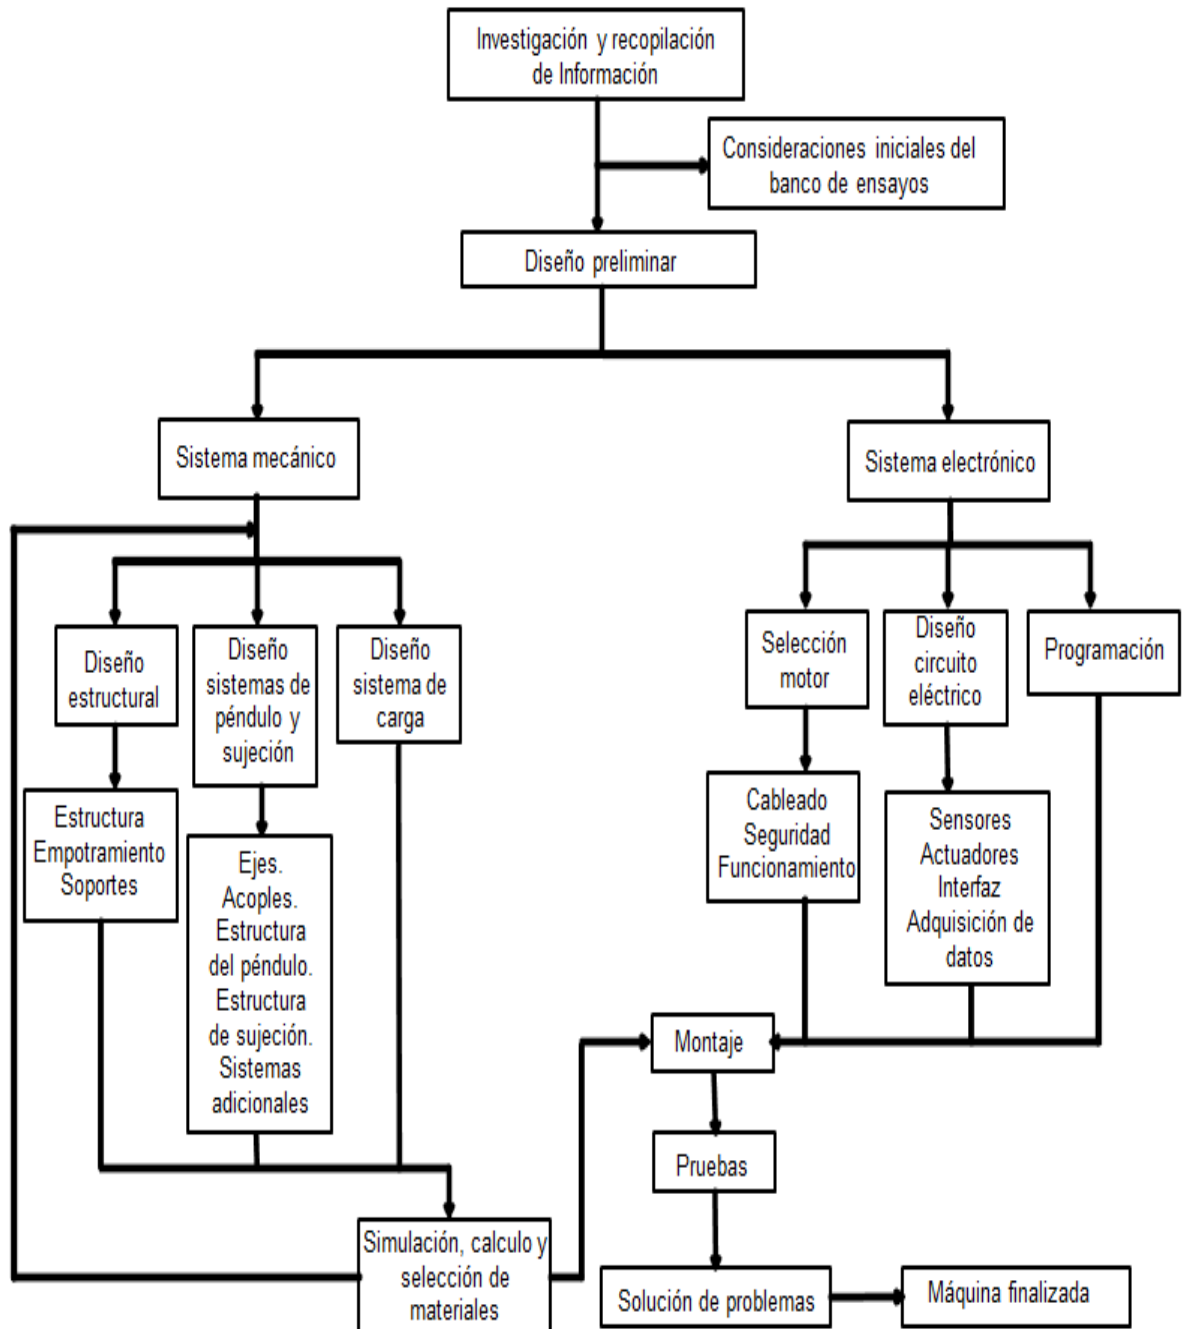 Investigación y recopilación
de Información
Consideraciones iniciales del
banco de ensayos
Diseño preliminar
Sistema mecánico
Sistema electrónico
Diseño
estructural
Diseño
sistemas de
péndulo y
sujeción
Diseño
sistema de
carga
Selección
motor
Diseño
circuito
eléctrico
Programación
Estructura
Empotramiento
Soportes
Ejes.
Acoples.
Estructura
del péndulo.
Estructura
de sujeción.
Sistemas
adicionales
Cableado
Seguridad
Funcionamiento
Sensores
Actuadores
Interfaz
Adquisición de
datos
Montaje
Pruebas
Simulación, calculo y
selección de
materiales
Solución de problemas
Máquina finalizada